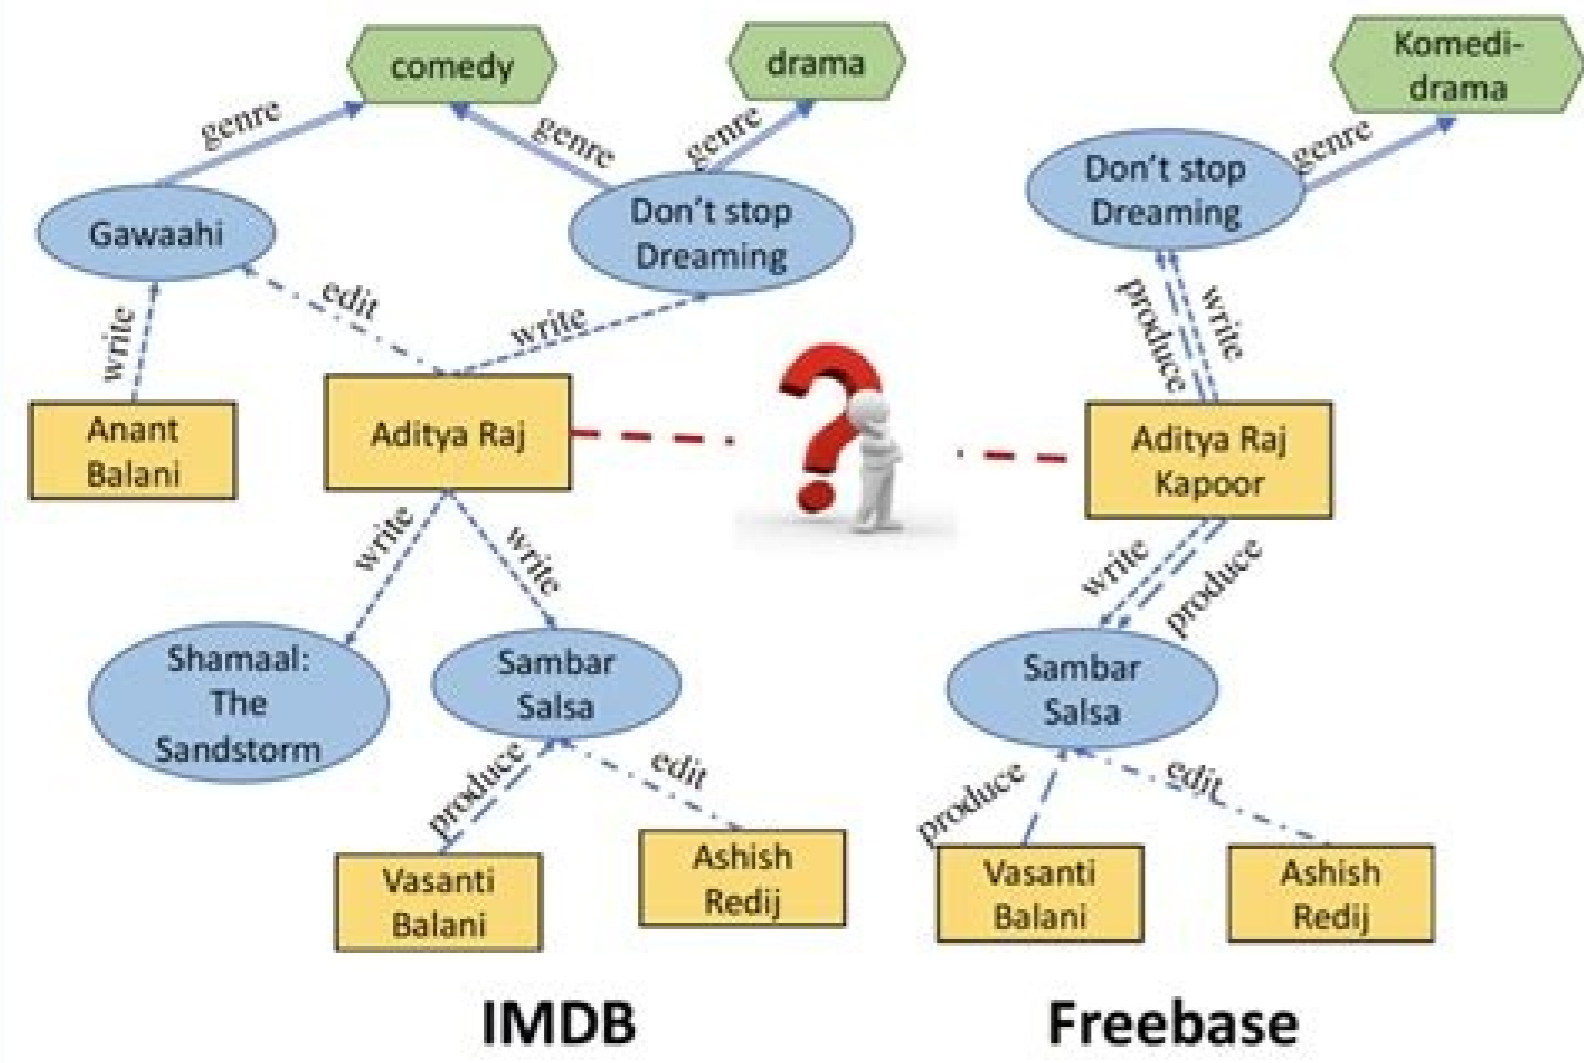 comedy
drama
Komedi-
drama
genre
genre
genre
genre
Gawaahi
Don't stop
Dreaming
Don't stop
Dreaming
write
edit
write
produce
write
Anant
Balani
Aditya Raj
Aditya Raj
Kapoor
write
write
write
produce
Shamaal:
The
Sandstorm
Sambar
Salsa
Sambar
Salsa
produce
edit
produce
edit
Vasanti
Balani
Ashish
Redij
Vasanti
Balani
Ashish
Redij
IMDB
Freebase